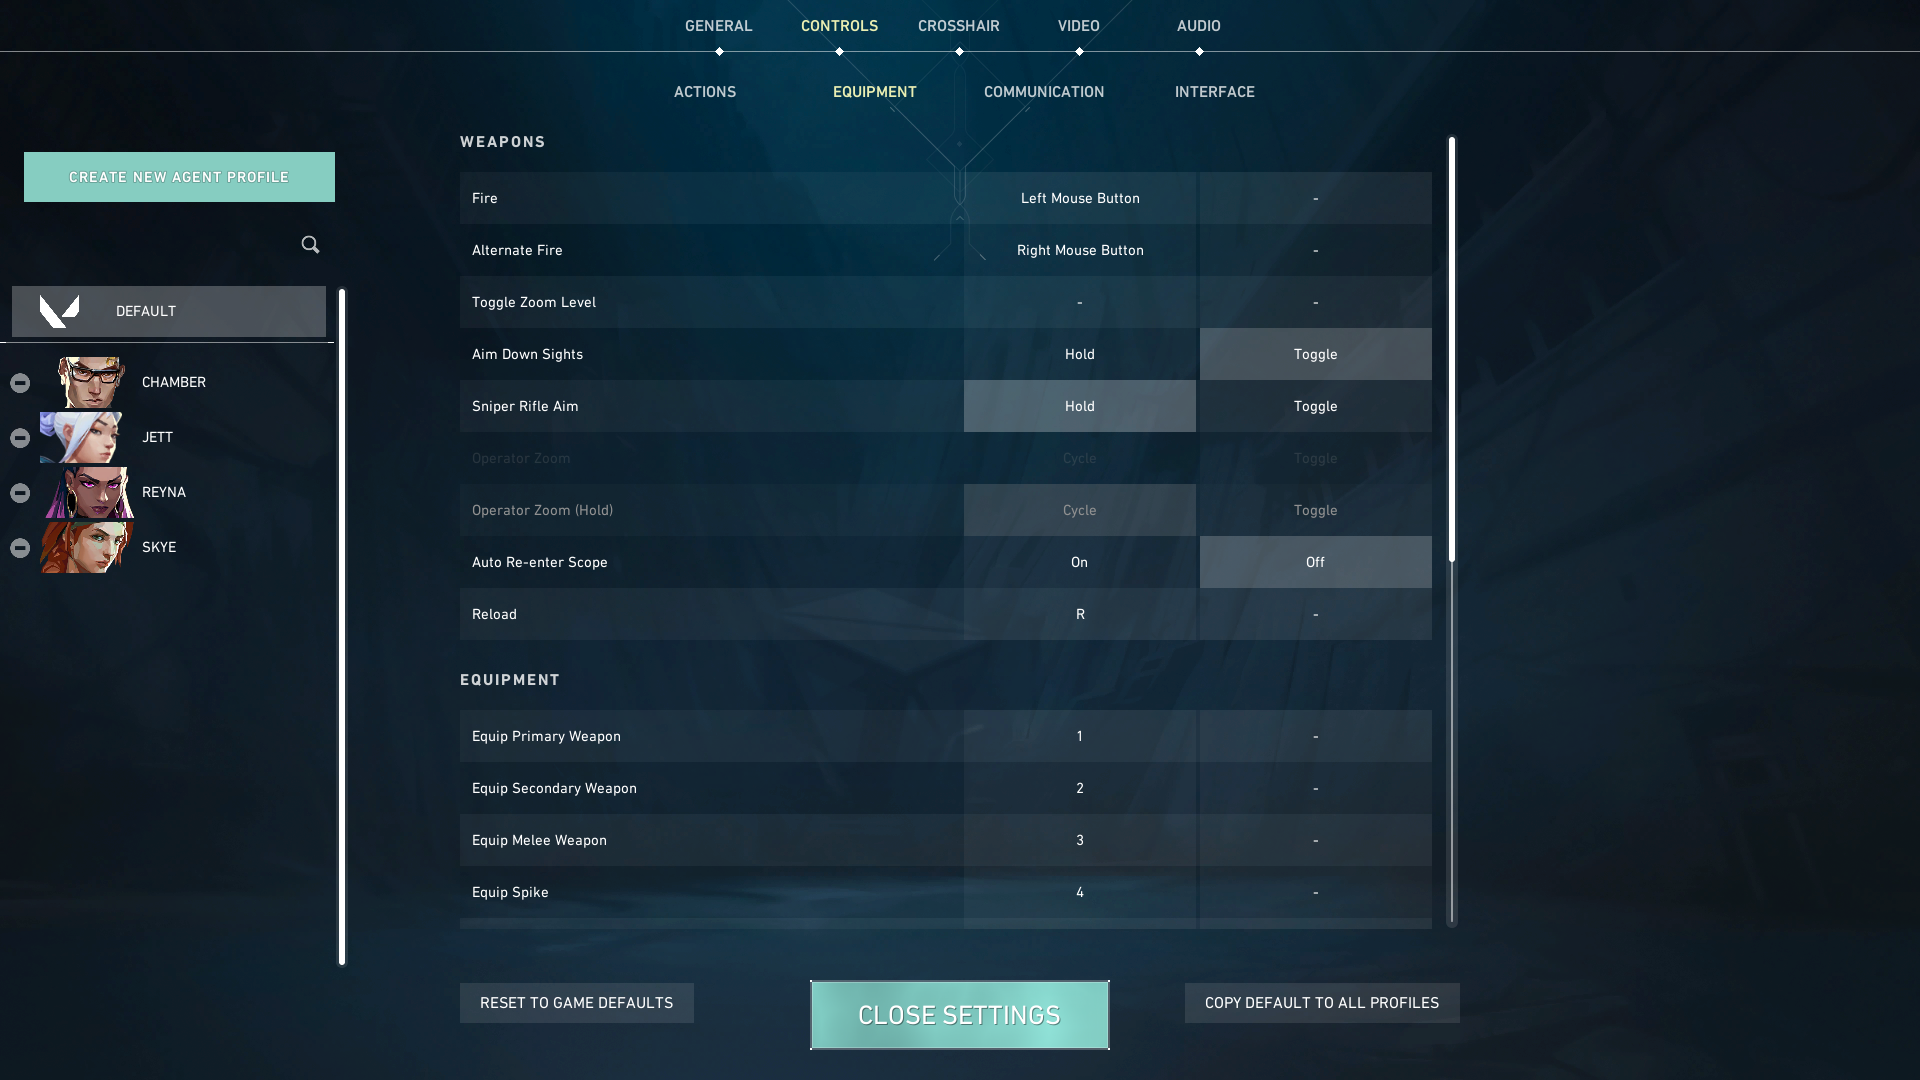 GENERAL CONTROLS CROSSHAIR VIDEO AUDIO
ACTIONS EQUIPMENT COMMUNICATION INTERFACE
CREATE NEW AGENT PROFILE
DEFAULT
CHAMBER
JETT
REYNA
SKYE
WEAPONS
Fire Left Mouse Button -
Alternate Fire Right Mouse Button -
Toggle Zoom Level - -
Aim Down Sights Hold Toggle
Sniper Rifle Aim Hold Toggle
Operator Zoom Cycle Toggle
Operator Zoom (Hold) Cycle Toggle
Auto Re-enter Scope On Off
Reload R -
EQUIPMENT
Equip Primary Weapon 1 -
Equip Secondary Weapon 2 -
Equip Melee Weapon 3 -
Equip Spike 4 -
RESET TO GAME DEFAULTS CLOSE SETTINGS COPY DEFAULT TO ALL PROFILES